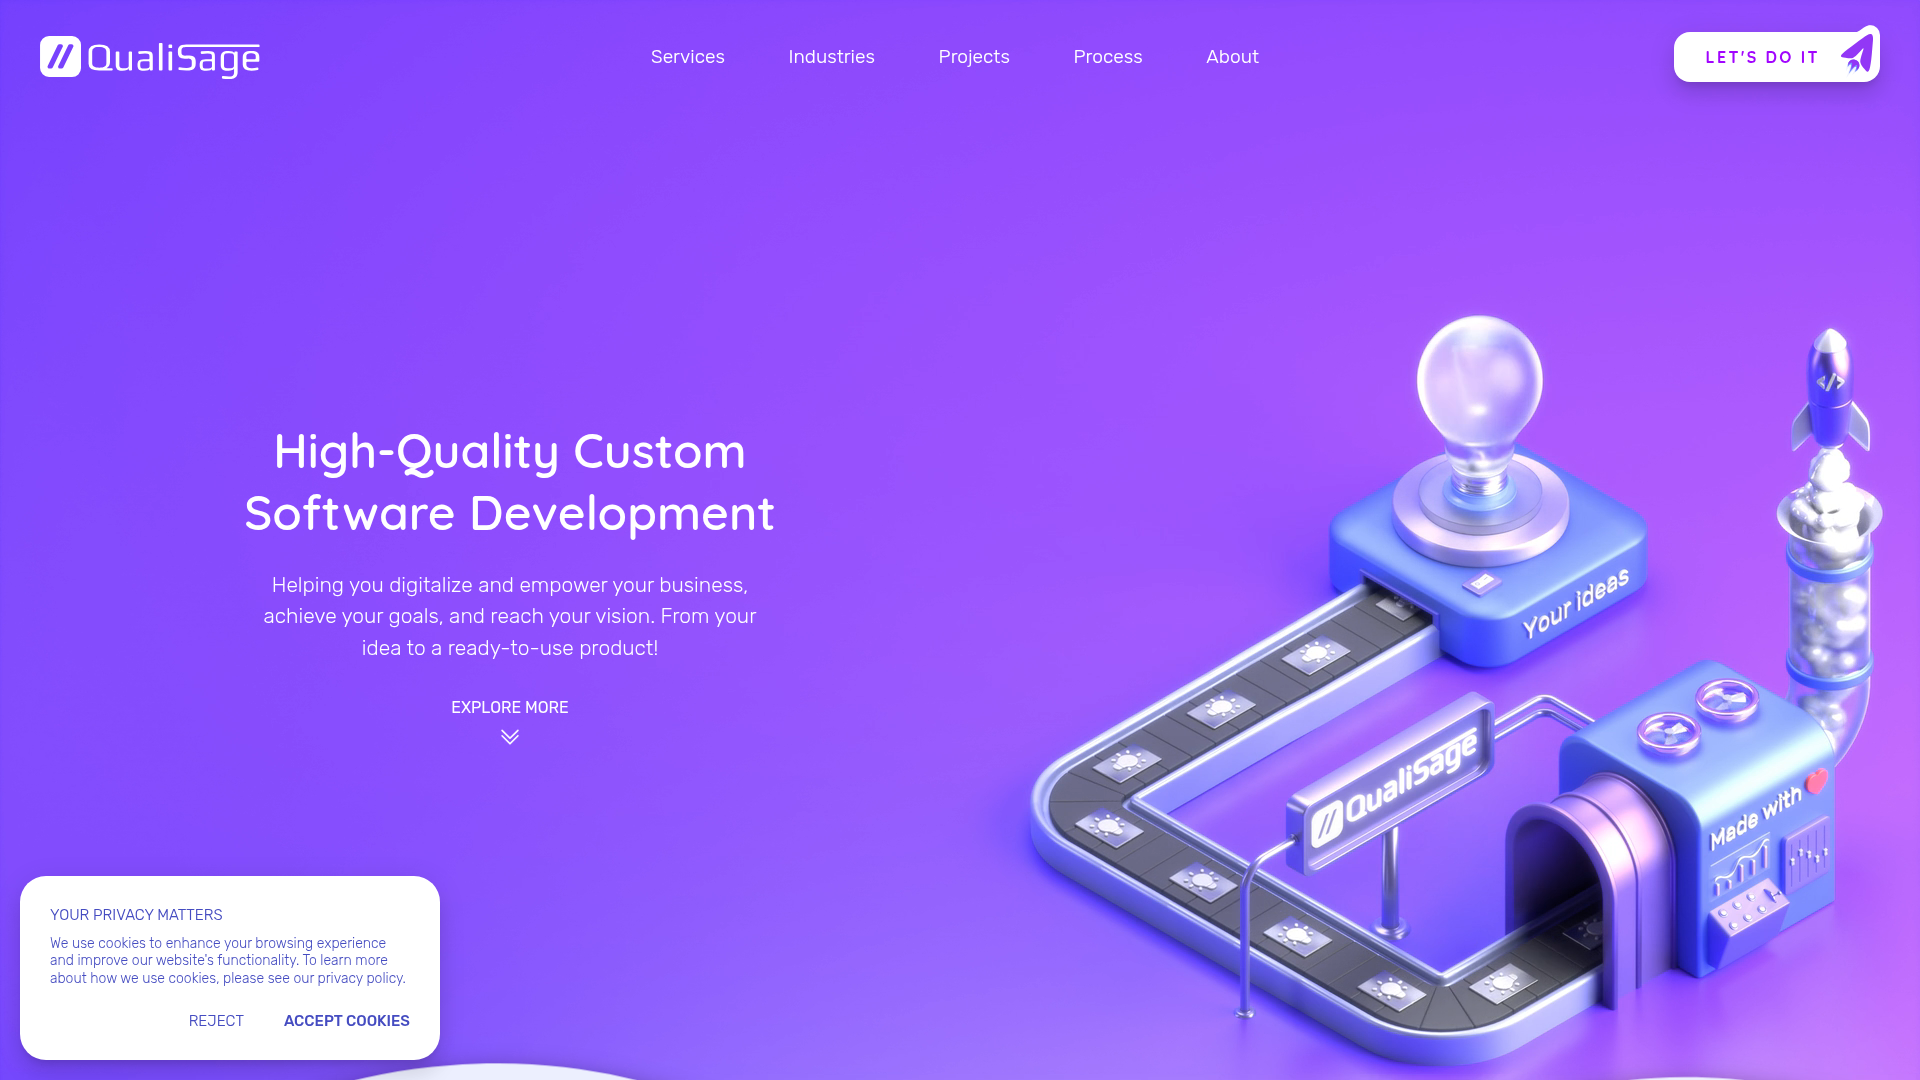 QualiSage
Services
Industries
Projects
Process
About
LET'S DO IT
High-Quality Custom
Software Development
Helping you digitalize and empower your business,
achieve your goals, and reach your vision. From your
idea to a ready-to-use product!
EXPLORE MORE
</>
Your ideas
QualiSage
Made with
YOUR PRIVACY MATTERS
We use cookies to enhance your browsing experience
and improve our website's functionality. To learn more
about how we use cookies, please see our privacy policy.
REJECT
ACCEPT COOKIES